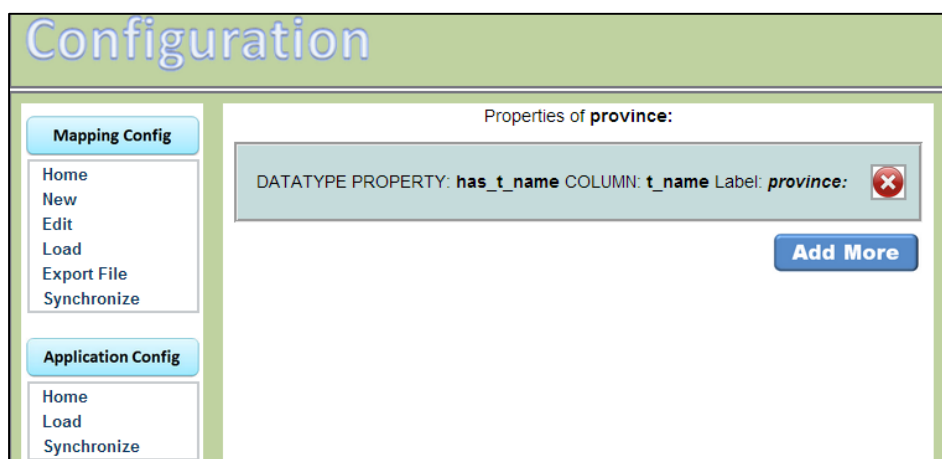 Configuration
Mapping Config
Home
New
Edit
Load
Export File
Synchronize
Application Config
Home
Load
Synchronize
Properties of province:
DATATYPE PROPERTY: has_t_name COLUMN: t_name Label: province:
Add More